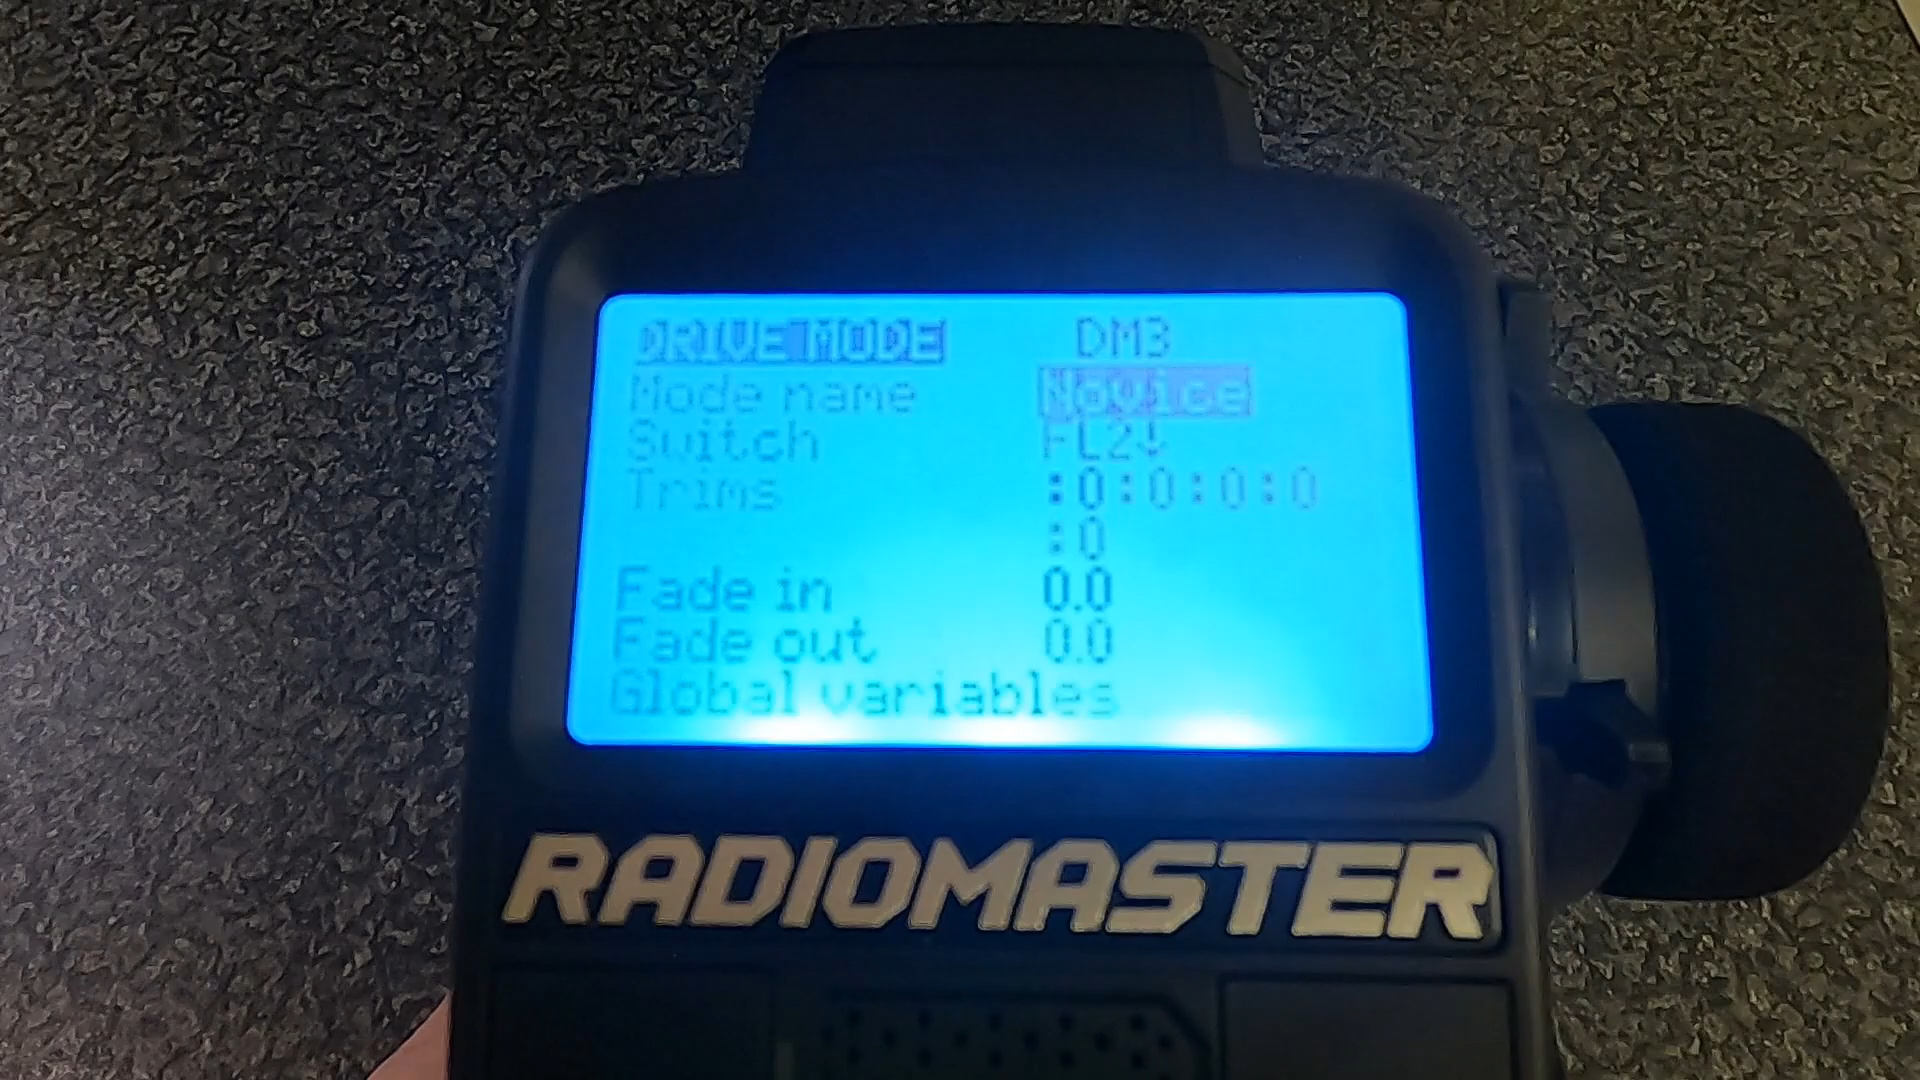 DRIVE MODE DM3
Mode name Novice
Switch FL2↓
Trims :0:0:0:0
:0
Fade in 0.0
Fade out 0.0
Global variables
RADIOMASTER